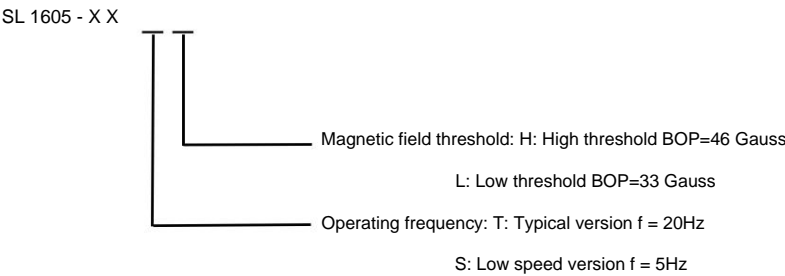 SL 1605 - X X
Magnetic field threshold: H: High threshold BOP=46 Gauss
L: Low threshold BOP=33 Gauss
Operating frequency: T: Typical version f = 20Hz
S: Low speed version f = 5Hz